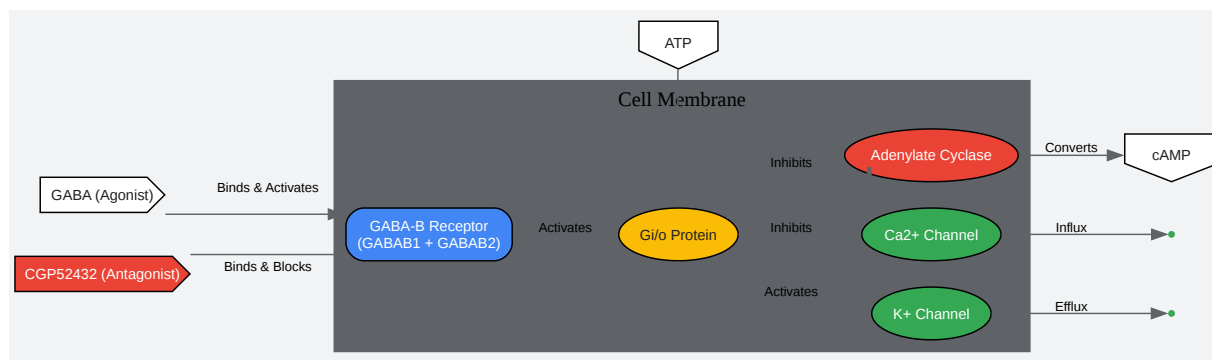 ATP
Cell Membrane
Inhibits
Adenylate Cyclase
Converts
cAMP
GABA (Agonist)
Binds & Activates
GABA-B Receptor
(GABAB1 + GABAB2)
Activates
Gi/o Protein
Inhibits
Ca2+ Channel
Influx
CGP52432 (Antagonist)
Binds & Blocks
Activates
K+ Channel
Efflux